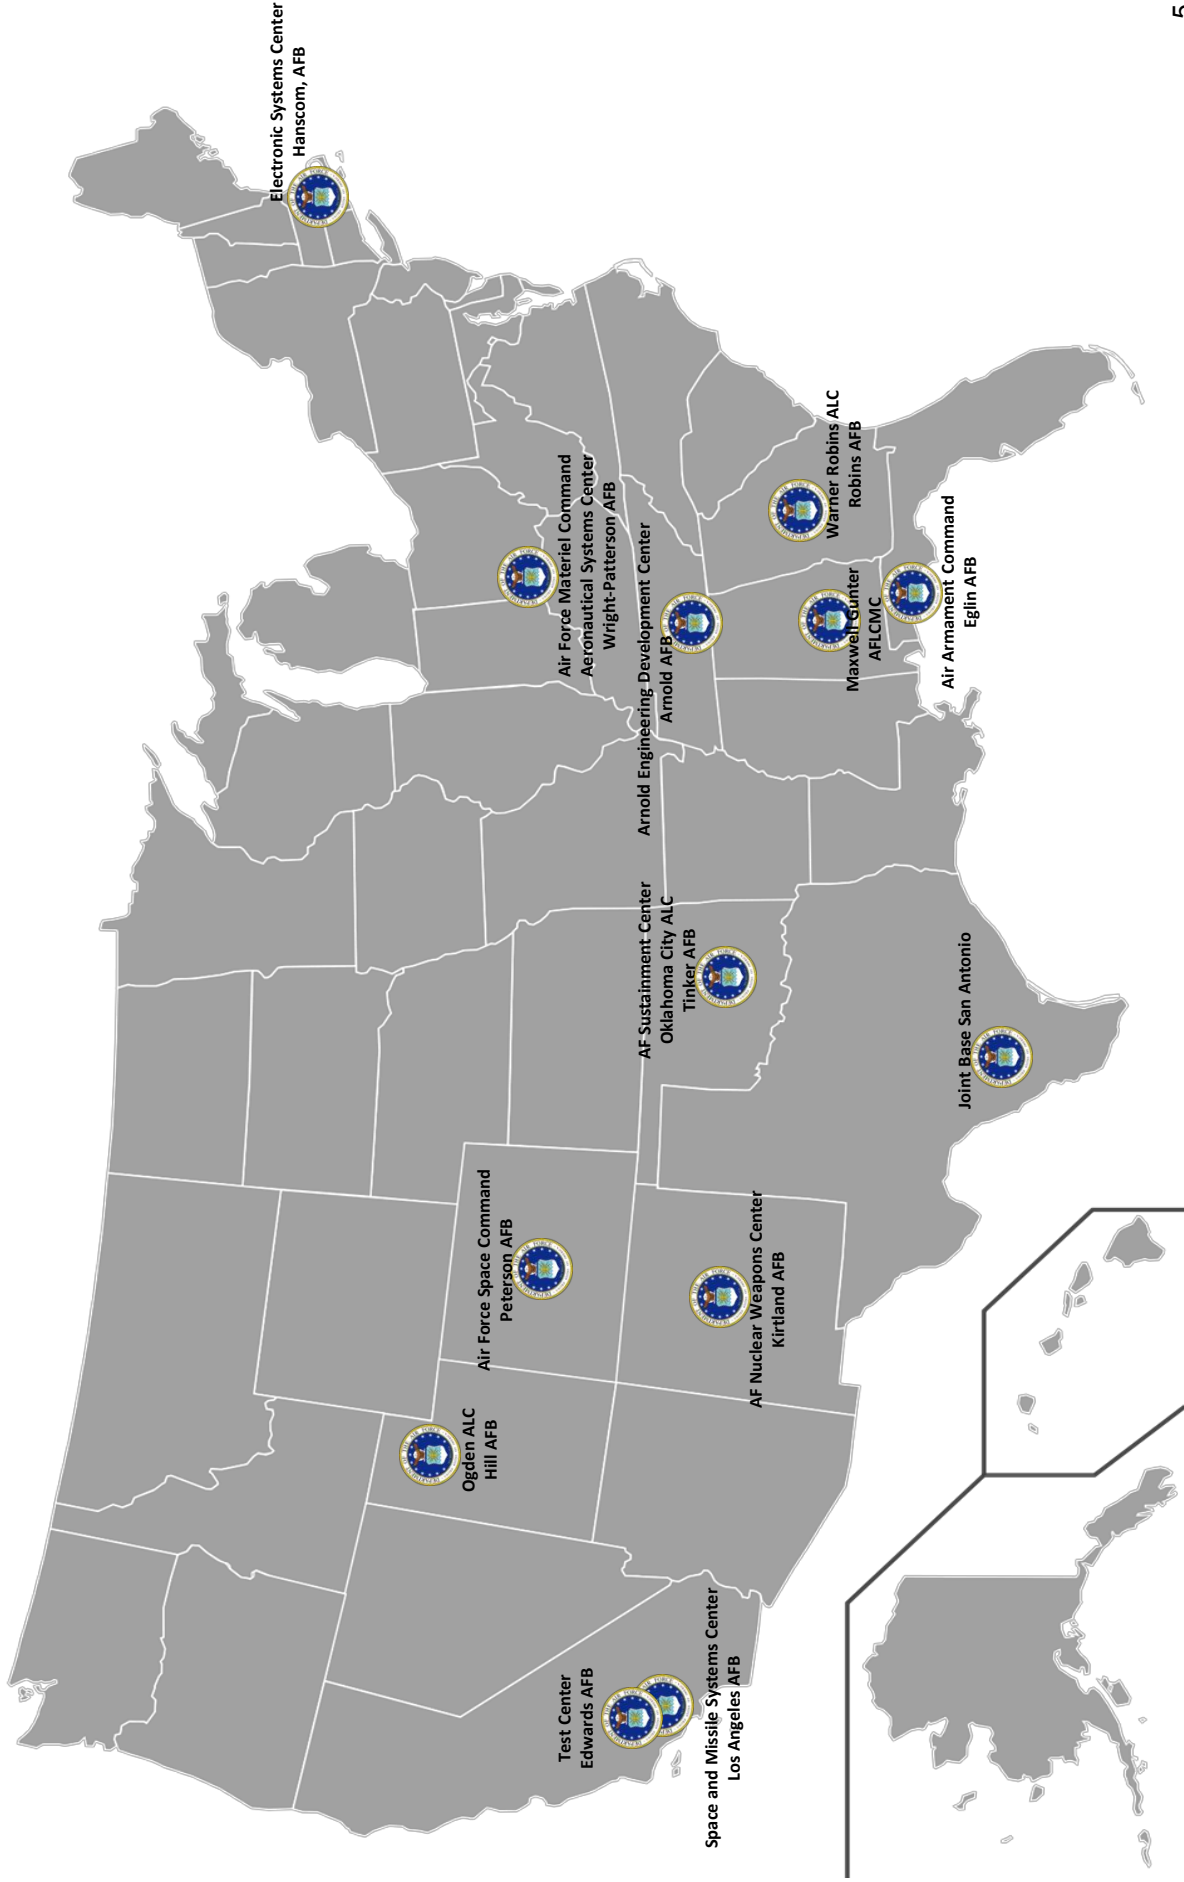 Electronic Systems Center
Hanscom, AFB
Air Force Materiel Command
Aeronautical Systems Center
Wright-Patterson AFB
Arnold Engineering Development Center
Arnold AFB
Warner Robins ALC
Robins AFB
Maxwell Gunter
AFLCMC
Air Armament Command
Eglin AFB
AF Sustainment Center
Oklahoma City ALC
Tinker AFB
Joint Base San Antonio
Air Force Space Command
Peterson AFB
AF Nuclear Weapons Center
Kirtland AFB
Ogden ALC
Hill AFB
Test Center
Edwards AFB
Space and Missile Systems Center
Los Angeles AFB
5